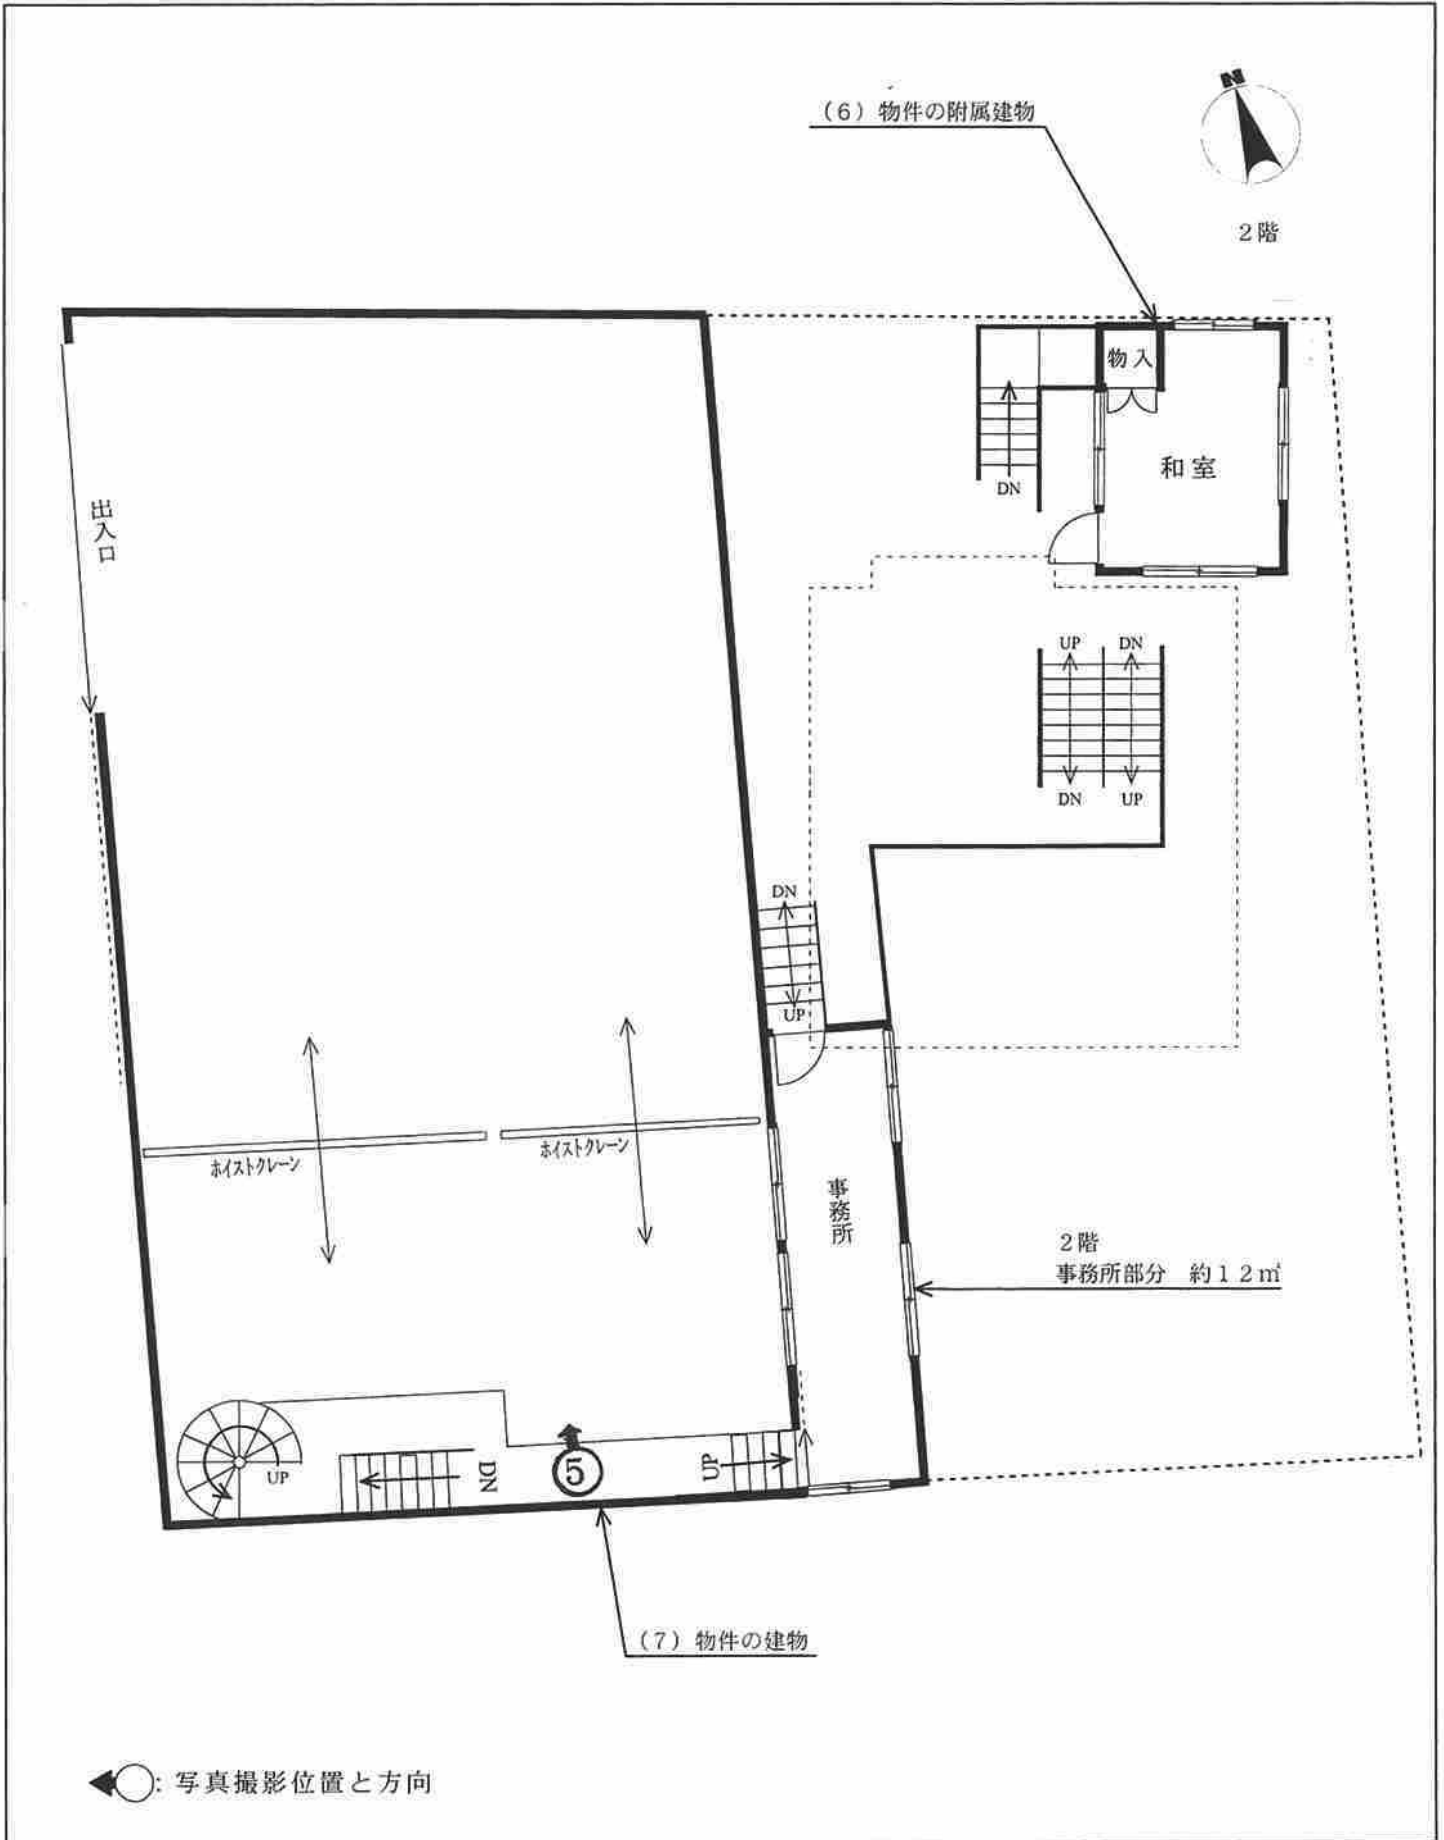 N
(6)物件の附属建物
2階
物入
和室
DN
出入口
UP
DN
DN
UP
DN
UP
ホイストクレーン
ホイストクレーン
事務所
2階
事務所部分 約12㎡
UP
DN
5
UP
(7)物件の建物
:写真撮影位置と方向